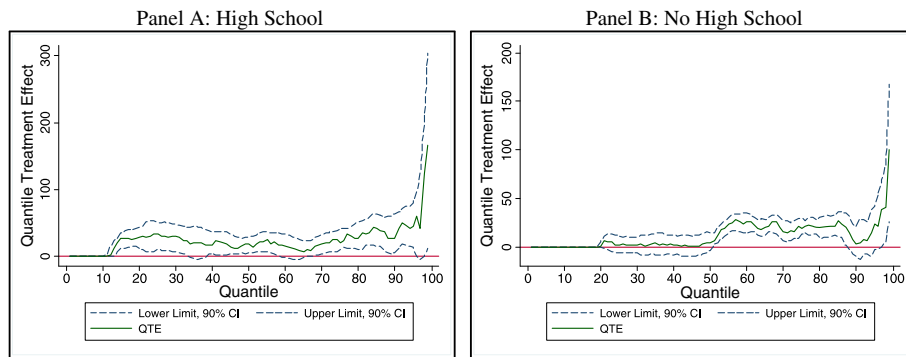 Panel A: High School
Quantile Treatment Effect
300
200
100
0
0 10 20 30 40 50 60 70 80 90 100
Quantile
Lower Limit, 90% CI
Upper Limit, 90% CI
QTE
Panel B: No High School
Quantile Treatment Effect
200
150
100
50
0
0 10 20 30 40 50 60 70 80 90 100
Quantile
Lower Limit, 90% CI
Upper Limit, 90% CI
QTE